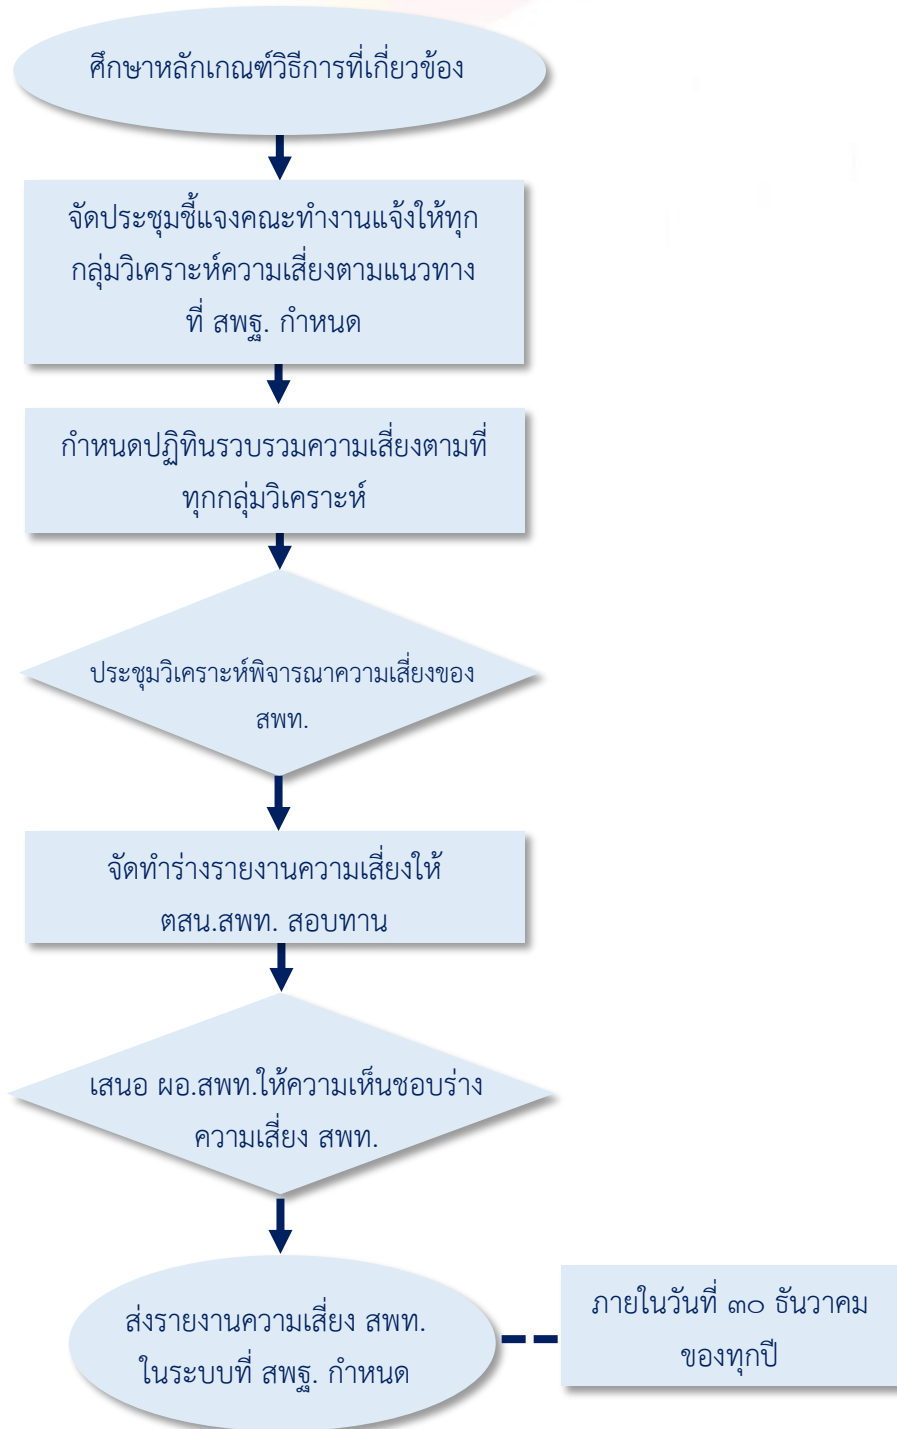 ศึกษาหลักเกณฑ์วิธีการที่เกี่ยวข้อง
จัดประชุมชี้แจงคณะทำงานแจ้งให้ทุก
กลุ่มวิเคราะห์ความเสี่ยงตามแนวทาง
ที่ สพฐ. กำหนด
กำหนดปฏิทินรวบรวมความเสี่ยงตามที่
ทุกกลุ่มวิเคราะห์
ประชุมวิเคราะห์พิจารณาความเสี่ยงของ
สพท.
จัดทำร่างรายงานความเสี่ยงให้
ตสน.สพท. สอบทาน
เสนอ ผอ.สพท.ให้ความเห็นชอบร่าง
ความเสี่ยง สพท.
ส่งรายงานความเสี่ยง สพท.
ในระบบที่ สพฐ. กำหนด
ภายในวันที่ ๓๐ ธันวาคม
ของทุกปี